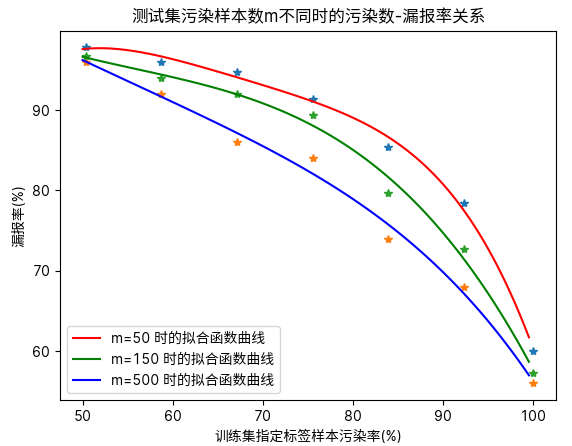 测试集污染样本数m不同时的污染数-漏报率关系
漏报率(%)
90
80
70
60
m=50 时的拟合函数曲线
m=150 时的拟合函数曲线
m=500 时的拟合函数曲线
50 60 70 80 90 100
训练集指定标签样本污染率(%)